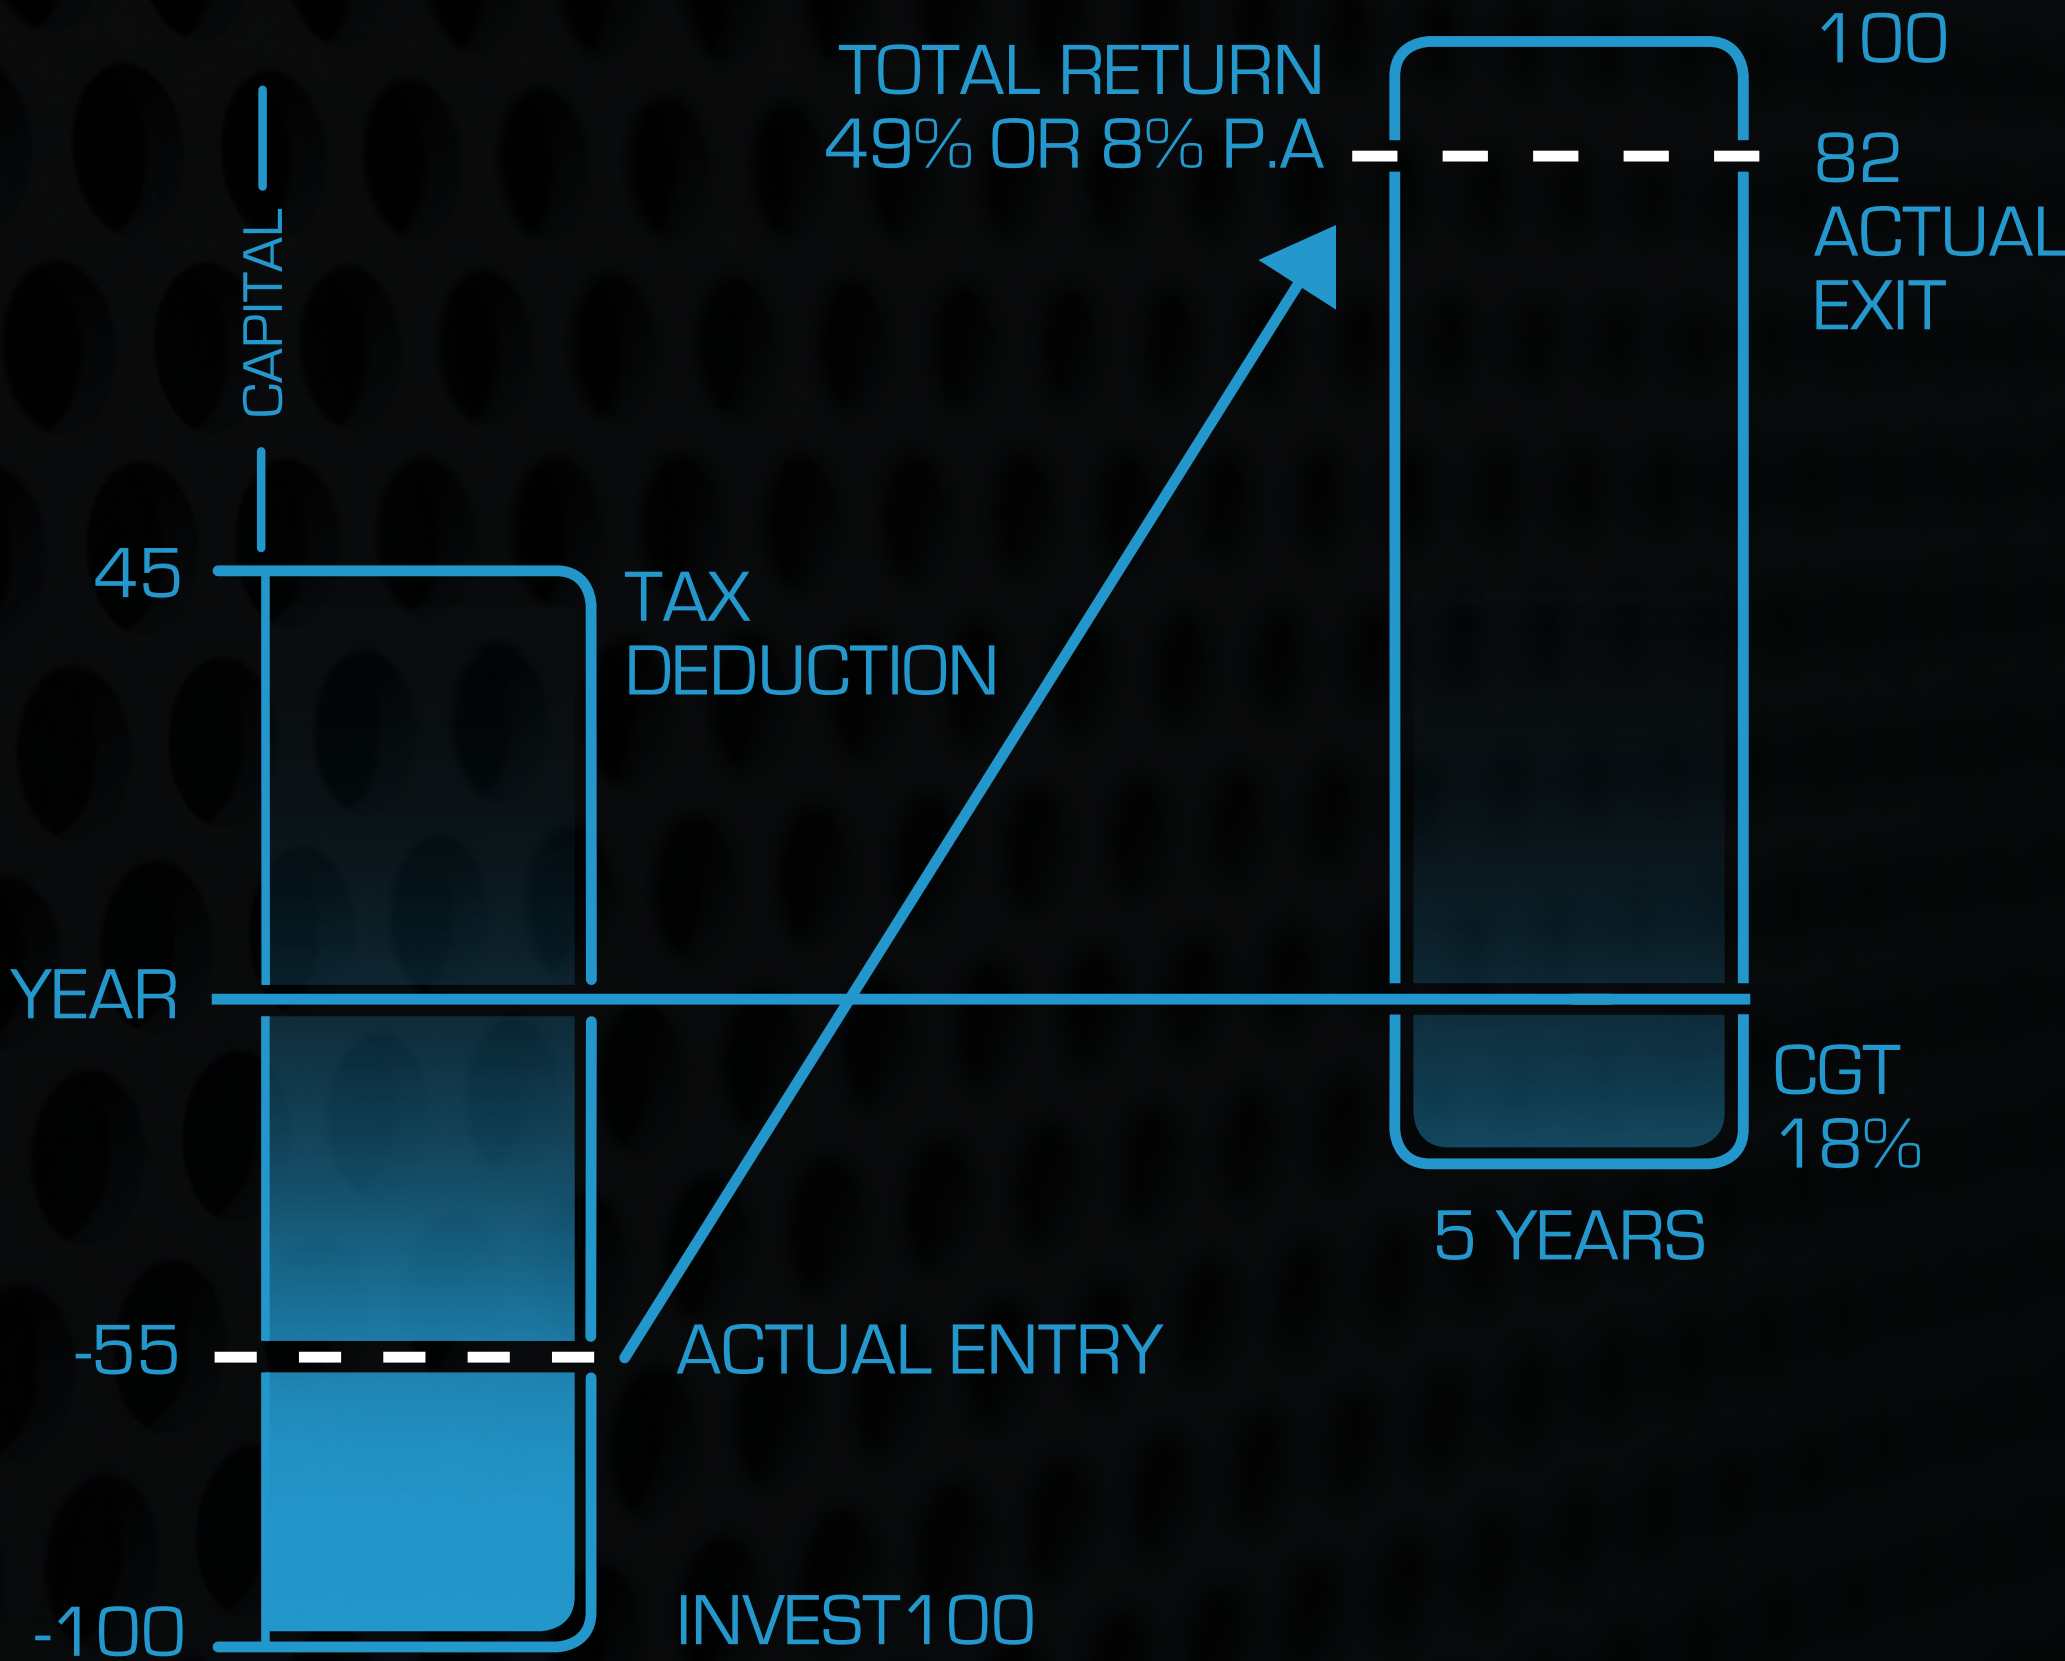 100
TOTAL RETURN
49% OR 8% P.A
82
ACTUAL
EXIT
CAPITAL
45
TAX
DEDUCTION
YEAR
CGT
18%
5 YEARS
-55
ACTUAL ENTRY
INVEST100
-100